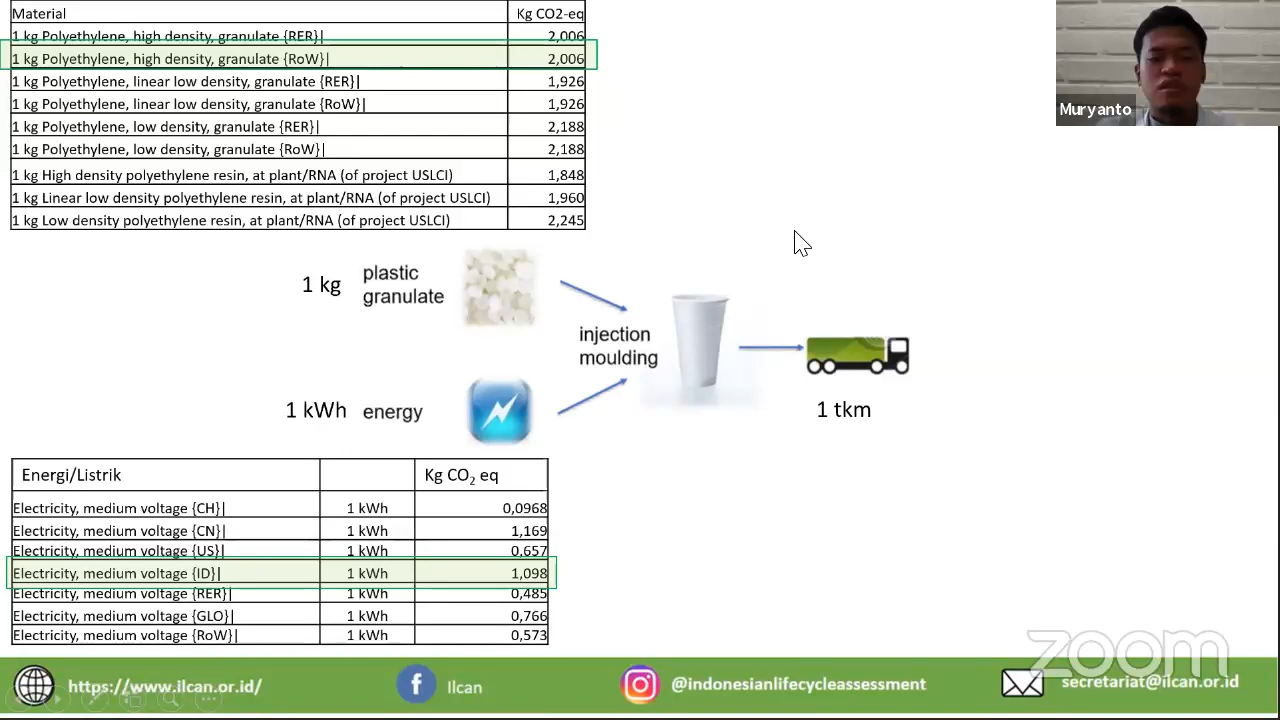 Material Kg CO2-eq
1 kg Polyethylene, high density, granulate {RER}| 2,006
1 kg Polyethylene, high density, granulate {RoW}| 2,006
1 kg Polyethylene, linear low density, granulate {RER}| 1,926
1 kg Polyethylene, linear low density, granulate {RoW}| 1,926
1 kg Polyethylene, low density, granulate {RER}| 2,188
1 kg Polyethylene, low density, granulate {RoW}| 2,188
1 kg High density polyethylene resin, at plant/RNA (of project USLCI) 1,848
1 kg Linear low density polyethylene resin, at plant/RNA (of project USLCI) 1,960
1 kg Low density polyethylene resin, at plant/RNA (of project USLCI) 2,245
Muryanto
1 kg
plastic
granulate
injection
moulding
1 kWh energy
1 tkm
Energi/Listrik Kg CO₂ eq
Electricity, medium voltage {CH}| 1 kWh 0,0968
Electricity, medium voltage {CN}| 1 kWh 1,169
Electricity, medium voltage {US}| 1 kWh 0,657
Electricity, medium voltage {ID}| 1 kWh 1,098
Electricity, medium voltage {RER}| 1 kWh 0,485
Electricity, medium voltage {GLO}| 1 kWh 0,766
Electricity, medium voltage {RoW}| 1 kWh 0,573
zoom
https://www.ilcan.or.id/ Ilcan @indonesianlifecycleassessment secretariat@ilcan.or.id